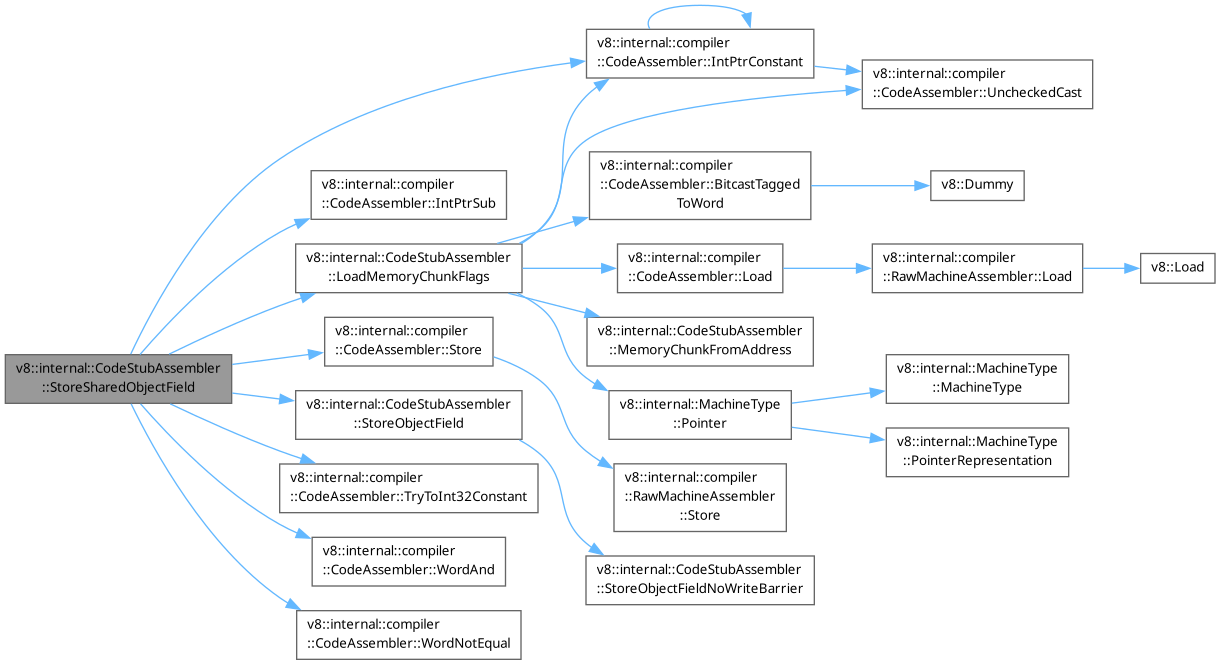 v8::internal::CodeStubAssembler
::StoreSharedObjectField
v8::internal::compiler
::CodeAssembler::IntPtrConstant
v8::internal::compiler
::CodeAssembler::UncheckedCast
v8::internal::compiler
::CodeAssembler::IntPtrSub
v8::internal::CodeStubAssembler
::LoadMemoryChunkFlags
v8::internal::compiler
::CodeAssembler::BitcastTagged
ToWord
v8::Dummy
v8::internal::compiler
::CodeAssembler::Load
v8::internal::compiler
::RawMachineAssembler::Load
v8::Load
v8::internal::CodeStubAssembler
::MemoryChunkFromAddress
v8::internal::MachineType
::Pointer
v8::internal::MachineType
::MachineType
v8::internal::MachineType
::PointerRepresentation
v8::internal::compiler
::CodeAssembler::Store
v8::internal::compiler
::RawMachineAssembler
::Store
v8::internal::CodeStubAssembler
::StoreObjectField
v8::internal::CodeStubAssembler
::StoreObjectFieldNoWriteBarrier
v8::internal::compiler
::CodeAssembler::TryToInt32Constant
v8::internal::compiler
::CodeAssembler::WordAnd
v8::internal::compiler
::CodeAssembler::WordNotEqual